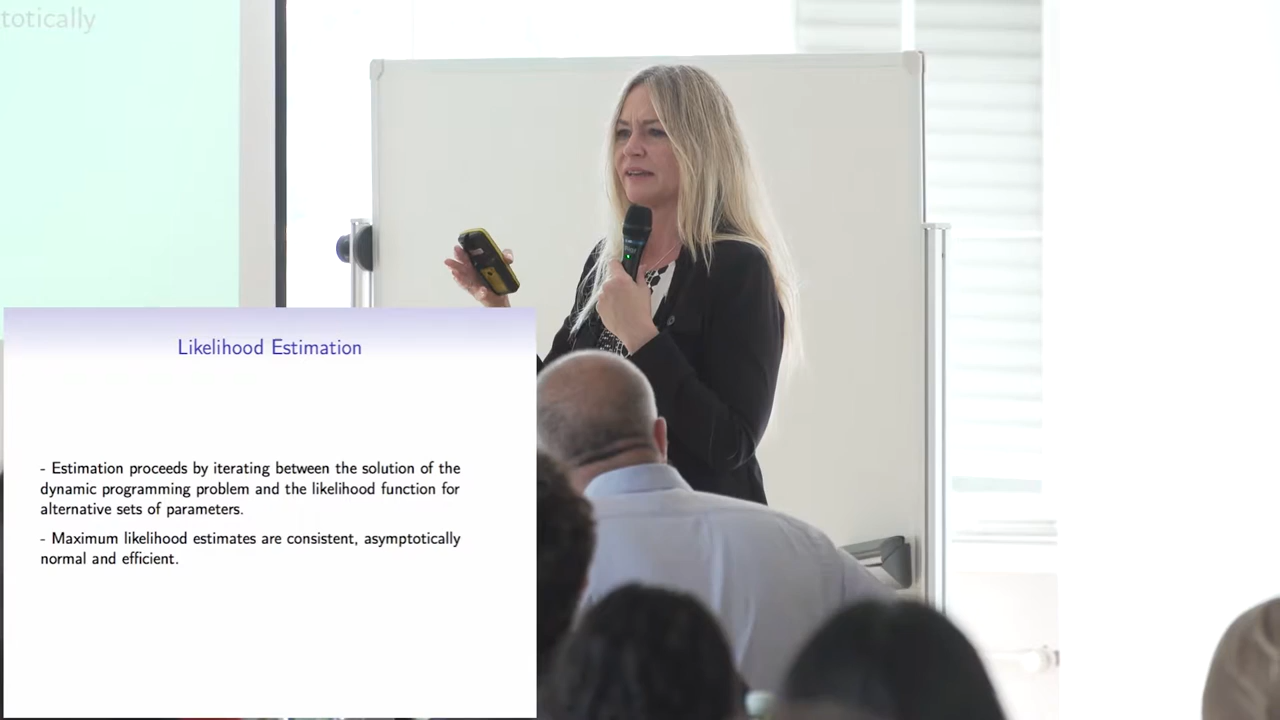 totically
Likelihood Estimation
- Estimation proceeds by iterating between the solution of the
dynamic programming problem and the likelihood function for
alternative sets of parameters.
- Maximum likelihood estimates are consistent, asymptotically
normal and efficient.